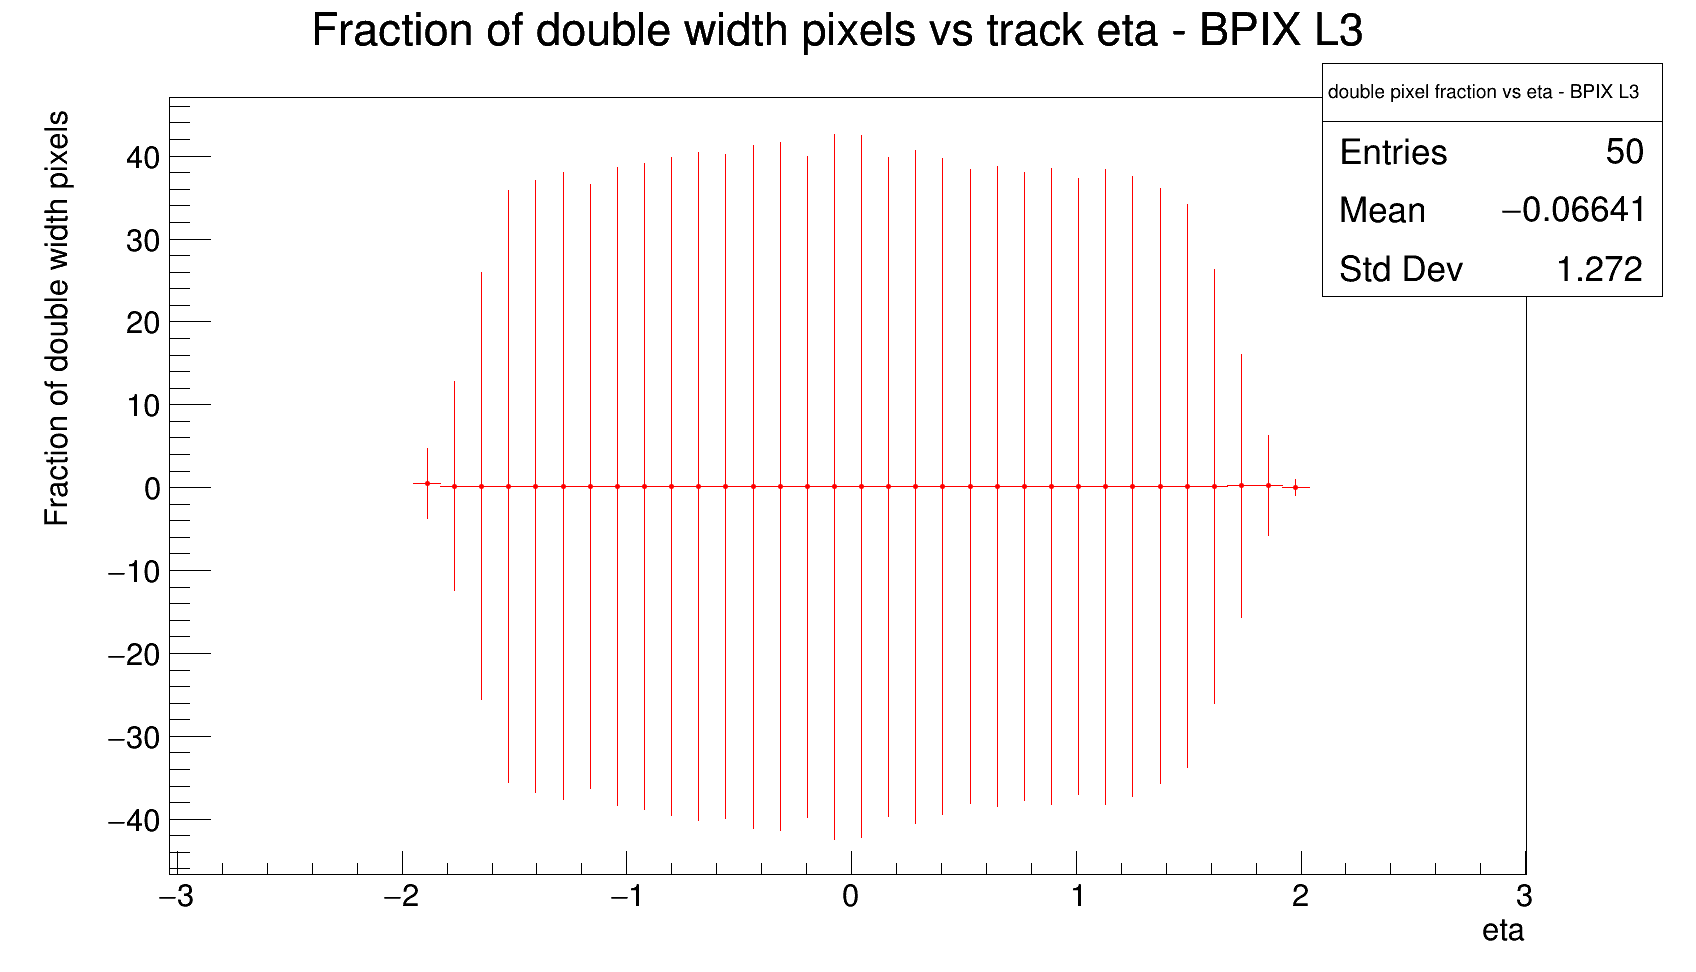 Fraction of double width pixels vs track eta - BPIX L3
double pixel fraction vs eta - BPIX L3
Entries 50
Mean −0.06641
Std Dev 1.272
Fraction of double width pixels
40
30
20
10
0
−10
−20
−30
−40
−3 −2 −1 0 1 2 3
eta